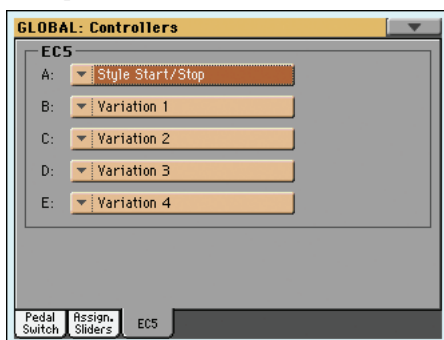 GLOBAL: Controllers
EC5
A: Style Start/Stop
B: Variation 1
C: Variation 2
D: Variation 3
E: Variation 4
Pedal Switch
Assign. Sliders
EC5